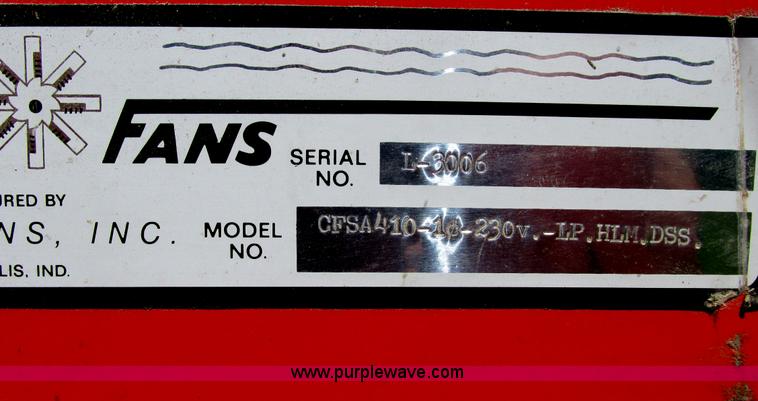 FANS
SERIAL NO. L-3006
URED BY
NS, INC.
MODEL NO. CFSA410-1ø-230v.-LP.HLM.DSS.
LIS, IND.
www.purplewave.com